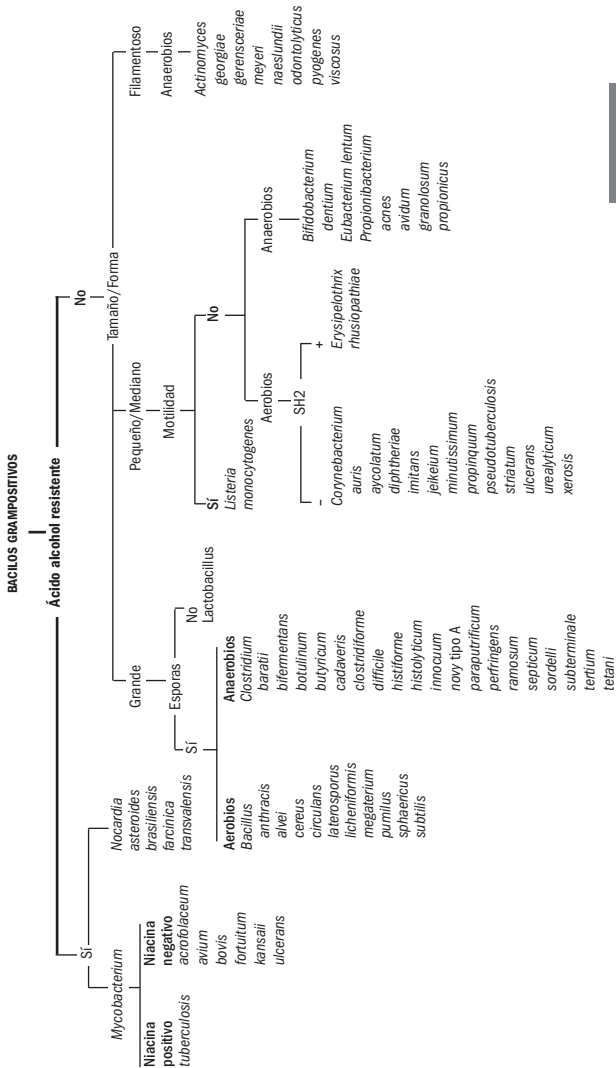 BACILOS GRAMPOSITIVOS
Ácido alcohol resistente
Sí
Mycobacterium
Niacina
positivo
tuberculosis
Niacina
negativo
acrofolaceum
avium
bovis
fortuitum
kansaii
ulcerans
Nocardia
asteroides
brasiliensis
farcinica
transvalensis
No
Tamaño/Forma
Grande
Esporas
Sí
Aerobios
Bacillus
anthracis
alvei
cereus
circulans
laterosporus
licheniformis
megaterium
pumilus
sphaericus
subtilis
Anaerobios
Clostridium
baratii
bifermentans
botulinum
butyricum
cadaveris
clostridiforme
difficile
histiforme
histolyticum
innocuum
novy tipo A
paraputrificum
perfringens
ramosum
septicum
sordelli
subterminale
tertium
tetani
No
Lactobacillus
Pequeño/Mediano
Motilidad
Sí
Listeria
monocytogenes
No
Aerobios
SH2
–
Corynebacterium
auris
aycolatum
diphtheriae
imitans
jeikeium
minutissimum
propinquum
pseudotuberculosis
striatum
ulcerans
urealyticum
xerosis
+
Erysipelothrix
rhusiopathiae
Anaerobios
Bifidobacterium
dentium
Eubacterium lentum
Propionibacterium
acnes
avidum
granolosum
propionicus
Filamentoso
Anaerobios
Actinomyces
georgiae
gerensceriae
meyeri
naeslundii
odontolyticus
pyogenes
viscosus